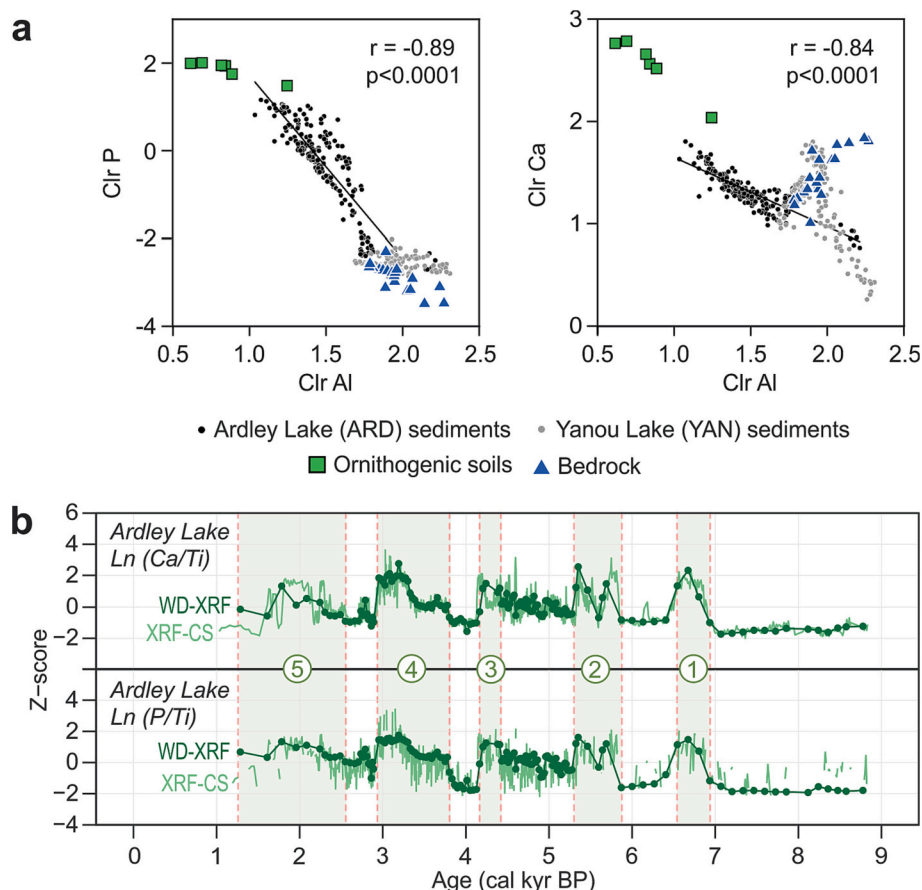 a
r = -0.89
p<0.0001
Clr P
2
0
-2
-4
0.5 1.0 1.5 2.0 2.5
Clr Al
r = -0.84
p<0.0001
Clr Ca
3
2
1
0
0.5 1.0 1.5 2.0 2.5
Clr Al
Ardley Lake (ARD) sediments
Yanou Lake (YAN) sediments
Ornithogenic soils
Bedrock
b
Z−score
6
4
2
0
−2
Ardley Lake
Ln (Ca/Ti)
WD-XRF
XRF-CS
5 4 3 2 1
4
2
0
−2
−4
Ardley Lake
Ln (P/Ti)
WD-XRF
XRF-CS
0 1 2 3 4 5 6 7 8 9
Age (cal kyr BP)